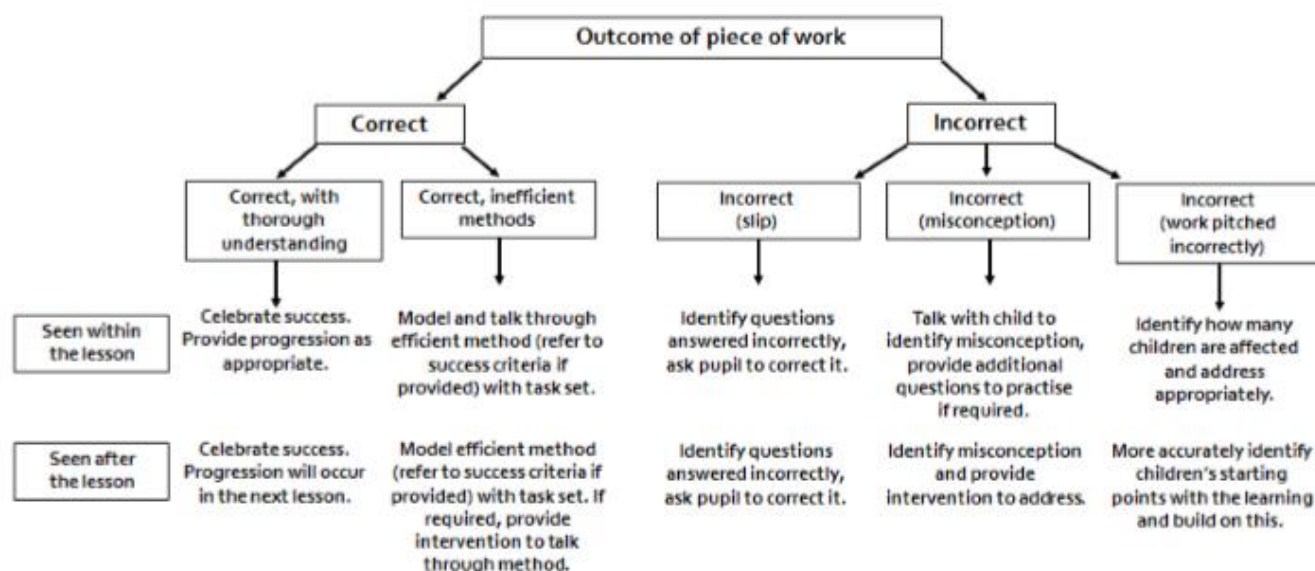 Outcome of piece of work
Correct
Incorrect
Correct, with
thorough
understanding
Correct, inefficient
methods
Incorrect
(slip)
Incorrect
(misconception)
Incorrect
(work pitched
incorrectly)
Seen within
the lesson
Celebrate success.
Provide progression as
appropriate.
Model and talk through
efficient method (refer to
success criteria if
provided) with task set.
Identify questions
answered incorrectly,
ask pupil to correct it.
Talk with child to
identify misconception,
provide additional
questions to practise
if required.
Identify how many
children are affected
and address
appropriately.
Seen after
the lesson
Celebrate success.
Progression will occur
in the next lesson.
Model efficient method
(refer to success criteria if
provided) with task set. If
required, provide
intervention to talk
through method.
Identify questions
answered incorrectly,
ask pupil to correct it.
Identify misconception
and provide
intervention to address.
More accurately identify
children's starting
points with the learning
and build on this.